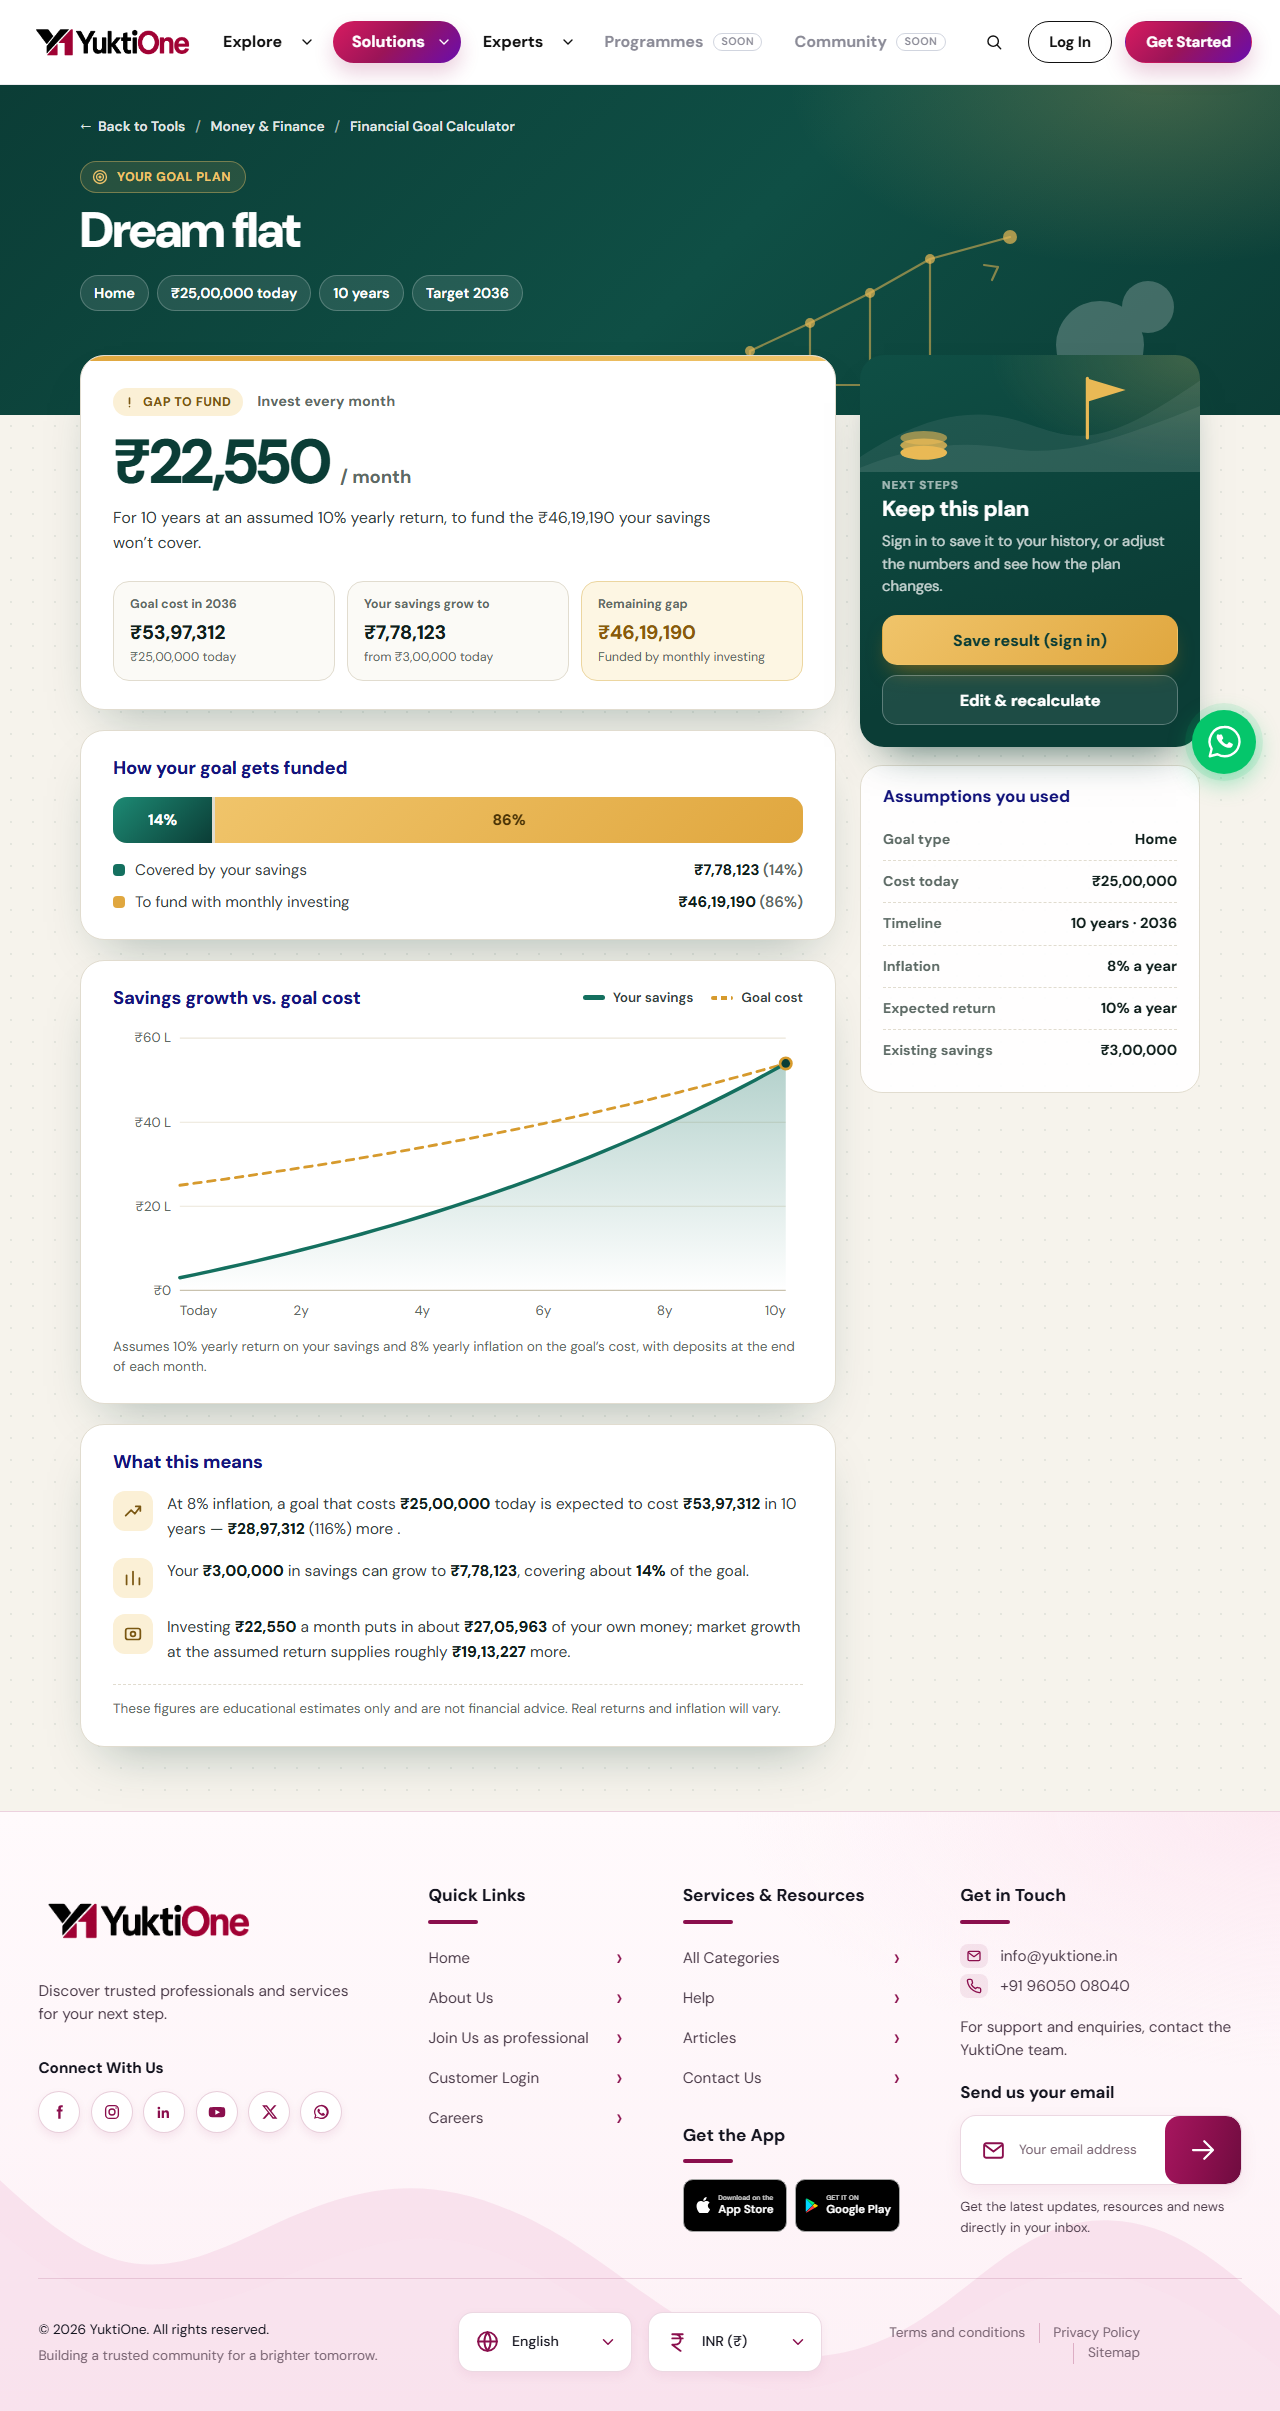 YuktiOne
Explore
Solutions
Experts
Programmes SOON
Community SOON
Log In
Get Started
← Back to Tools / Money & Finance / Financial Goal Calculator
YOUR GOAL PLAN
Dream flat
Home
₹25,00,000 today
10 years
Target 2036
! GAP TO FUND
Invest every month
₹22,550 / month
For 10 years at an assumed 10% yearly return, to fund the ₹46,19,190 your savings
won’t cover.
Goal cost in 2036
₹53,97,312
₹25,00,000 today
Your savings grow to
₹7,78,123
from ₹3,00,000 today
Remaining gap
₹46,19,190
Funded by monthly investing
NEXT STEPS
Keep this plan
Sign in to save it to your history, or adjust
the numbers and see how the plan
changes.
Save result (sign in)
Edit & recalculate
How your goal gets funded
14%
86%
Covered by your savings ₹7,78,123 (14%)
To fund with monthly investing ₹46,19,190 (86%)
Assumptions you used
Goal type Home
Cost today ₹25,00,000
Timeline 10 years · 2036
Inflation 8% a year
Expected return 10% a year
Existing savings ₹3,00,000
Savings growth vs. goal cost
Your savings
Goal cost
₹60 L
₹40 L
₹20 L
₹0
Today 2y 4y 6y 8y 10y
Assumes 10% yearly return on your savings and 8% yearly inflation on the goal’s cost, with deposits at the end
of each month.
What this means
At 8% inflation, a goal that costs ₹25,00,000 today is expected to cost ₹53,97,312 in 10
years — ₹28,97,312 (116%) more .
Your ₹3,00,000 in savings can grow to ₹7,78,123, covering about 14% of the goal.
Investing ₹22,550 a month puts in about ₹27,05,963 of your own money; market growth
at the assumed return supplies roughly ₹19,13,227 more.
These figures are educational estimates only and are not financial advice. Real returns and inflation will vary.
YuktiOne
Discover trusted professionals and services
for your next step.
Connect With Us
Quick Links
Home
About Us
Join Us as professional
Customer Login
Careers
Services & Resources
All Categories
Help
Articles
Contact Us
Get the App
Download on the
App Store
GET IT ON
Google Play
Get in Touch
info@yuktione.in
+91 96050 08040
For support and enquiries, contact the
YuktiOne team.
Send us your email
Your email address
Get the latest updates, resources and news
directly in your inbox.
© 2026 YuktiOne. All rights reserved.
Building a trusted community for a brighter tomorrow.
English
₹ INR (₹)
Terms and conditions
Privacy Policy
Sitemap